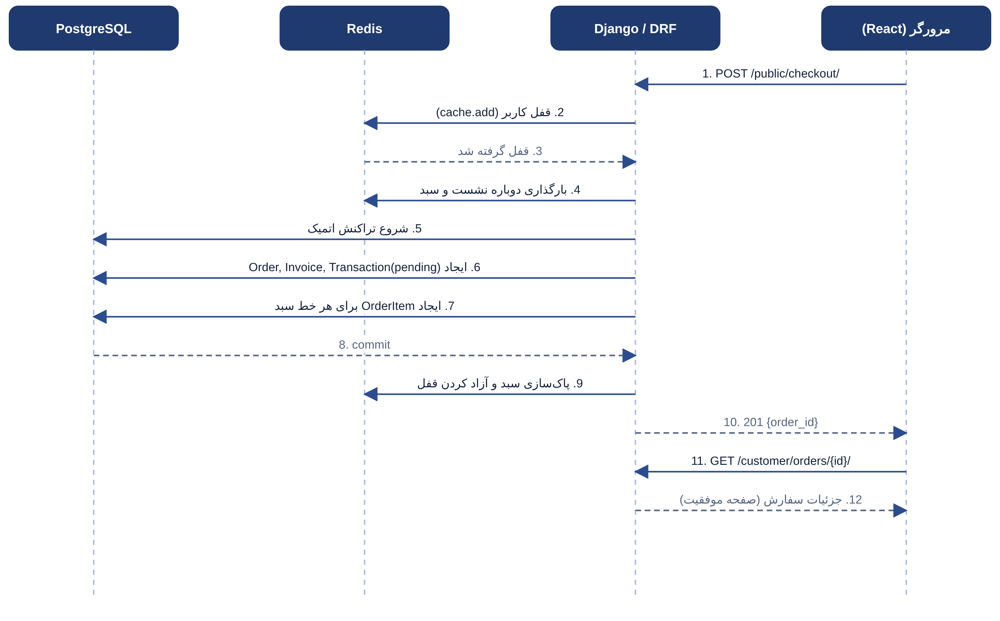 مرورگر (React)
Django / DRF
Redis
PostgreSQL
1. POST /public/checkout/
2. قفل کاربر (cache.add)
3. قفل گرفته شد
4. بارگذاری دوباره نشست و سبد
5. شروع تراکنش اتمیک
6. ایجاد Order, Invoice, Transaction(pending)
7. ایجاد OrderItem برای هر خط سبد
8. commit
9. پاک‌سازی سبد و آزاد کردن قفل
10. 201 {order_id}
11. GET /customer/orders/{id}/
12. جزئیات سفارش (صفحه موفقیت)